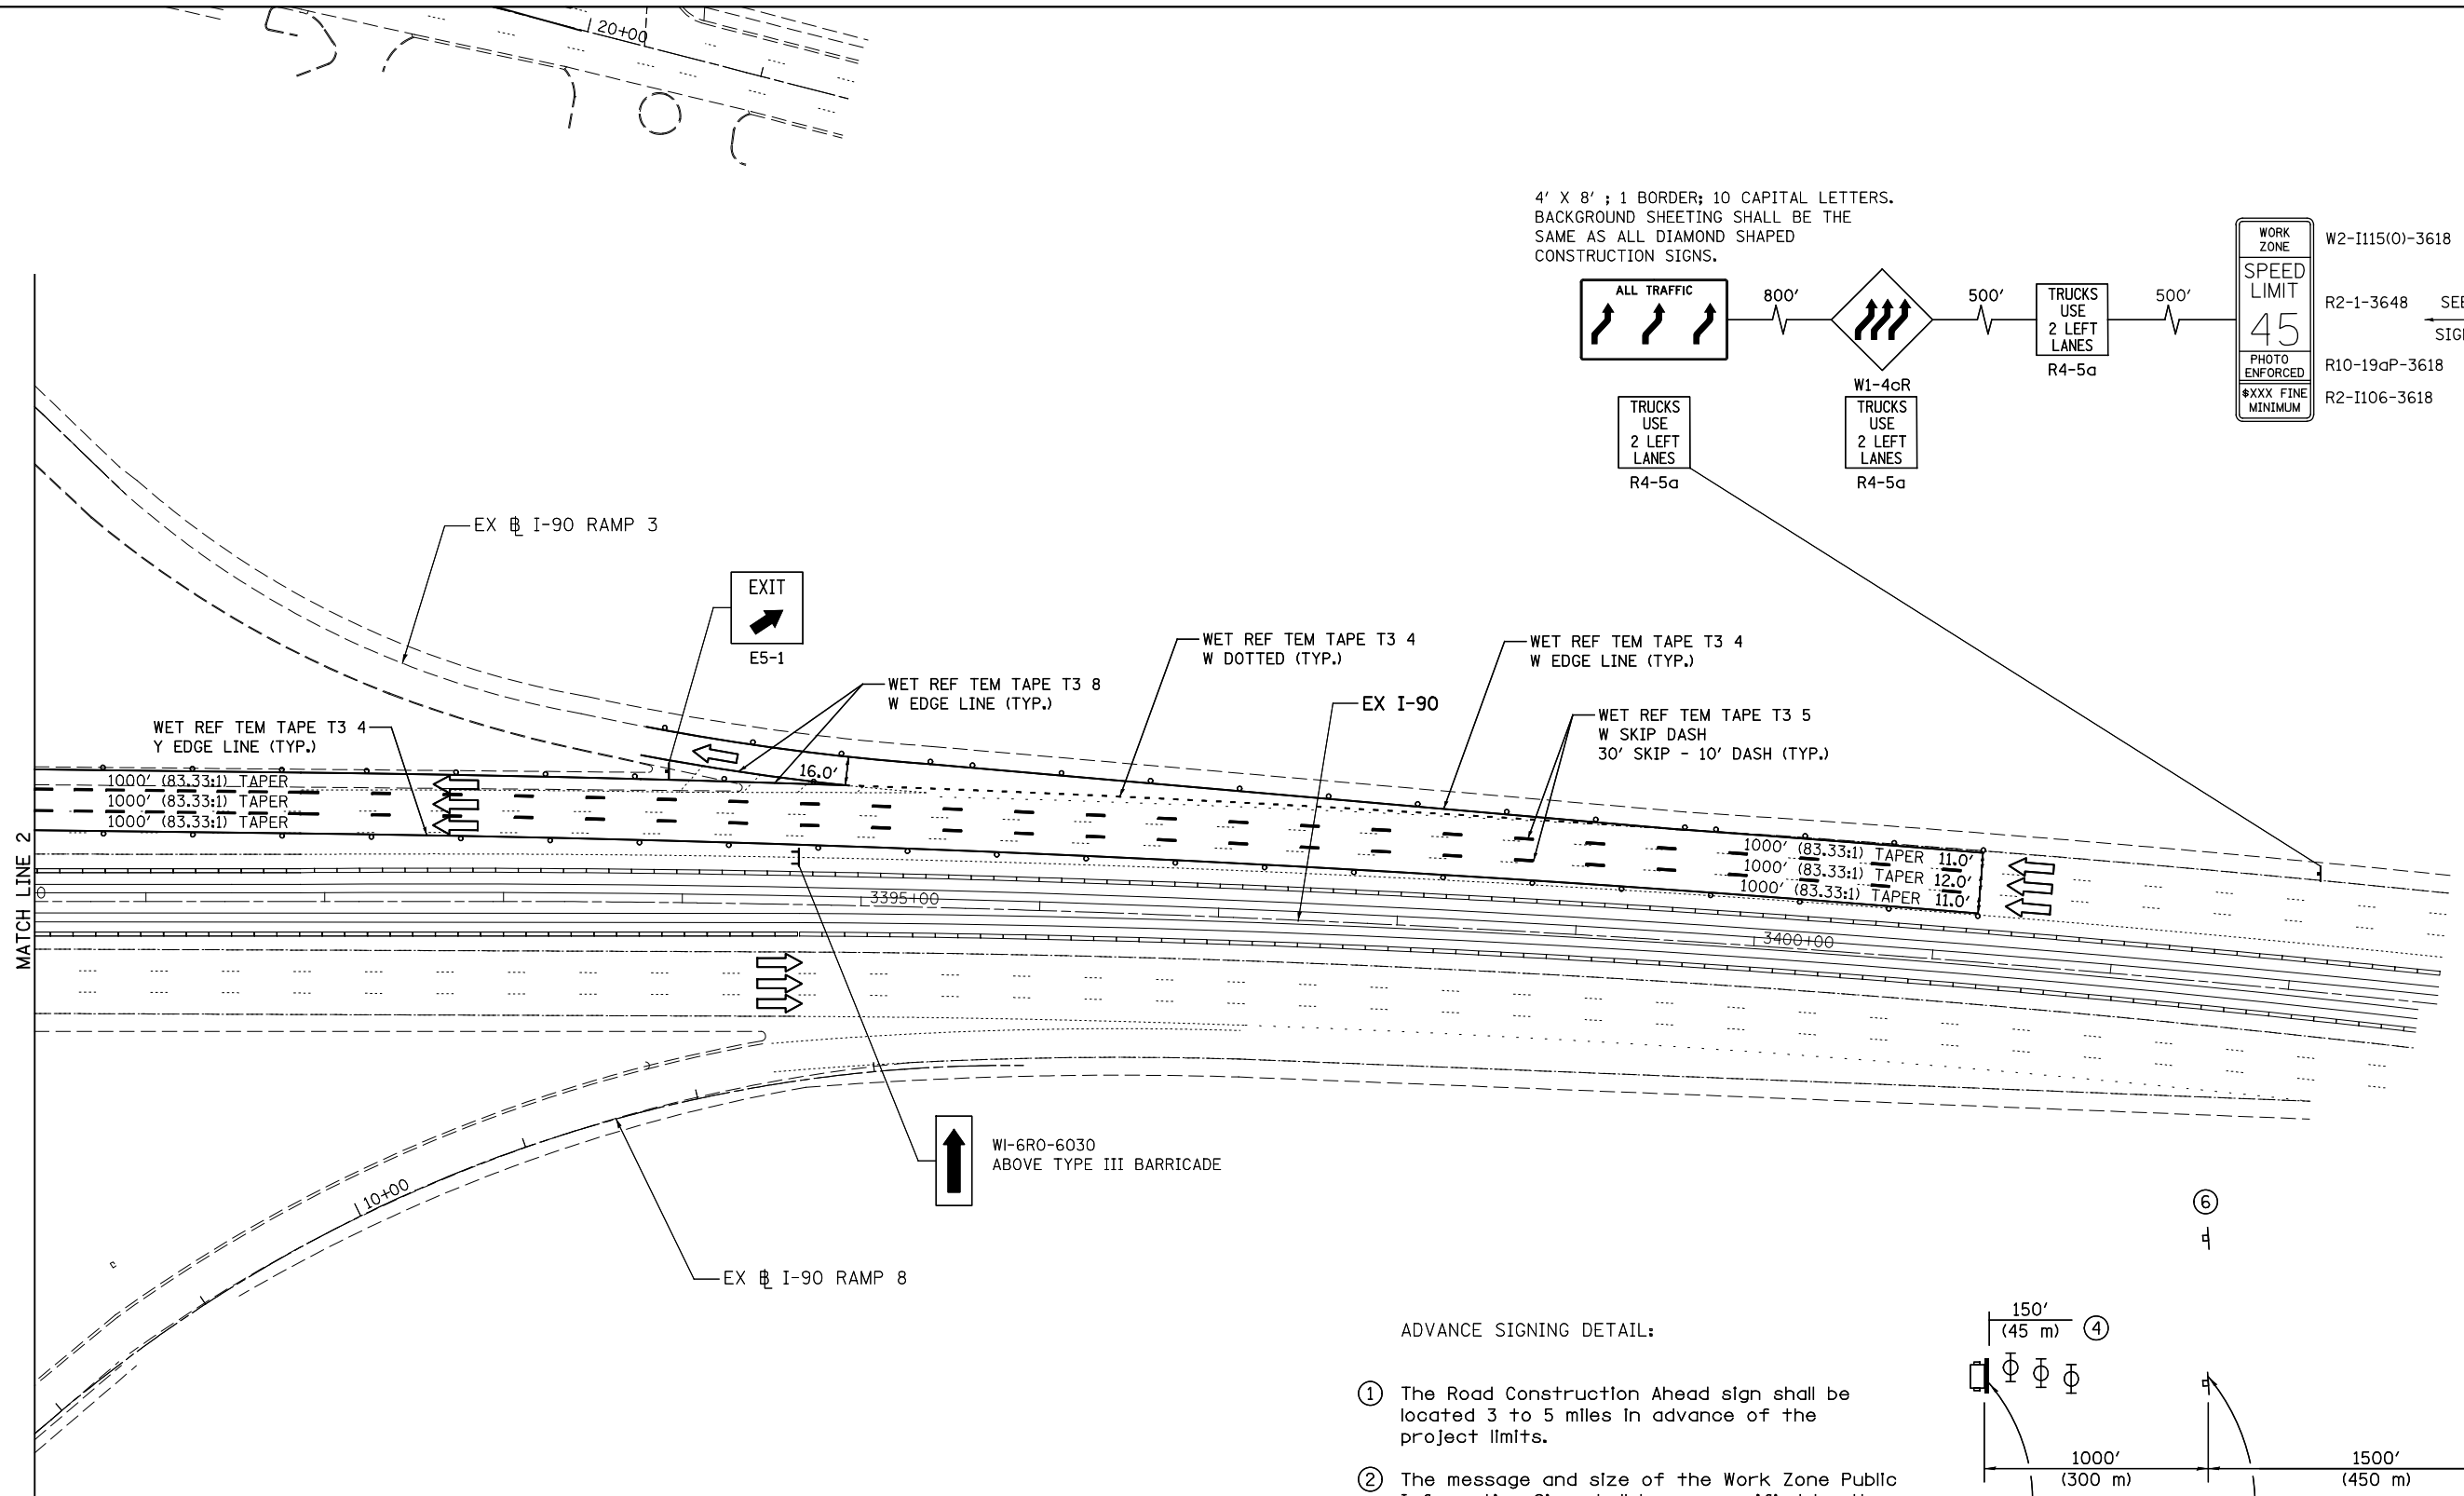 20+00
4' X 8' ; 1 BORDER; 10 CAPITAL LETTERS.
BACKGROUND SHEETING SHALL BE THE
SAME AS ALL DIAMOND SHAPED
CONSTRUCTION SIGNS.
ALL TRAFFIC
800'
500'
TRUCKS
USE
2 LEFT
LANES
R4-5a
500'
WORK
ZONE
SPEED
LIMIT
45
PHOTO
ENFORCED
$XXX FINE
MINIMUM
W2-I115(O)-3618
R2-1-3648
R10-19aP-3618
R2-I106-3618
W1-4cR
TRUCKS
USE
2 LEFT
LANES
R4-5a
TRUCKS
USE
2 LEFT
LANES
R4-5a
EX ℄ I-90 RAMP 3
EXIT
E5-1
WET REF TEM TAPE T3 4
W DOTTED (TYP.)
WET REF TEM TAPE T3 4
W EDGE LINE (TYP.)
WET REF TEM TAPE T3 8
W EDGE LINE (TYP.)
EX I-90
WET REF TEM TAPE T3 5
W SKIP DASH
30' SKIP - 10' DASH (TYP.)
WET REF TEM TAPE T3 4
Y EDGE LINE (TYP.)
16.0'
1000' (83.33:1) TAPER
1000' (83.33:1) TAPER
1000' (83.33:1) TAPER
1000' (83.33:1) TAPER 11.0'
1000' (83.33:1) TAPER 12.0'
1000' (83.33:1) TAPER 11.0'
MATCH LINE 2
0
3395+00
3400+00
WI-6RO-6030
ABOVE TYPE III BARRICADE
10+00
EX ℄ I-90 RAMP 8
6
150'
(45 m)
4
ADVANCE SIGNING DETAIL:
1 The Road Construction Ahead sign shall be
located 3 to 5 miles in advance of the
project limits.
1000'
(300 m)
1500'
(450 m)
2 The message and size of the Work Zone Public